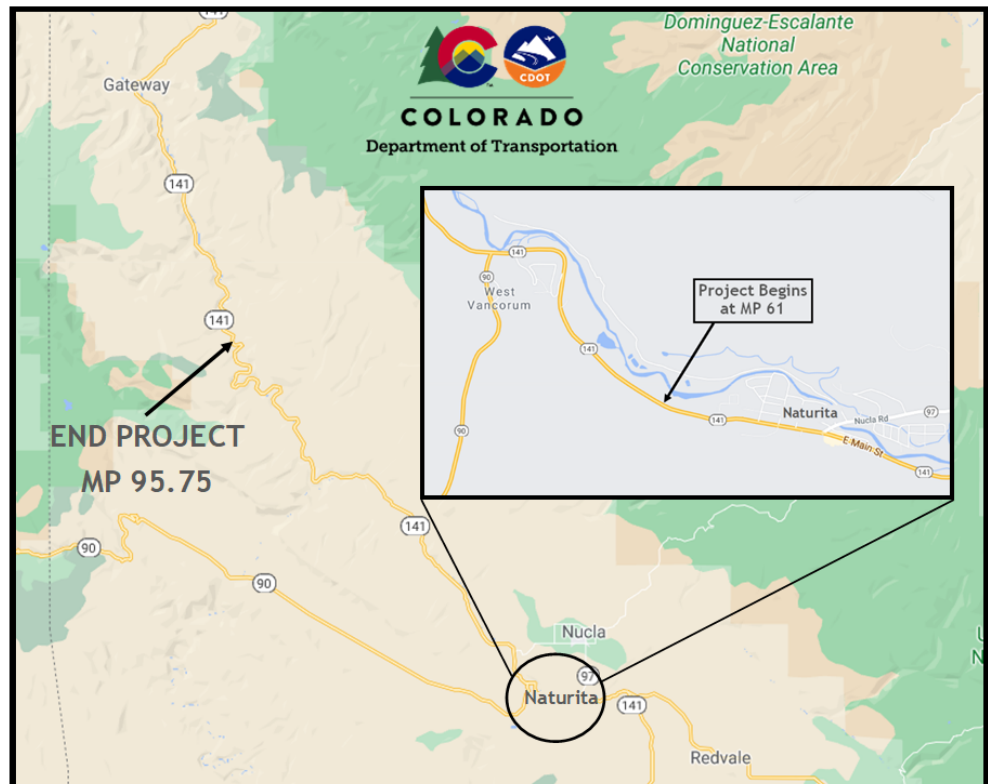 Dominguez-Escalante
National
Conservation Area
Gateway
CDOT
COLORADO
Department of Transportation
141
141
141
END PROJECT
MP 95.75
90
90
141
Nucla
97
Naturita
141
Redvale
141
90
West
Vancorum
Project Begins
at MP 61
141
141
Naturita
Nucla Rd
97
E Main St
141
90
U
N